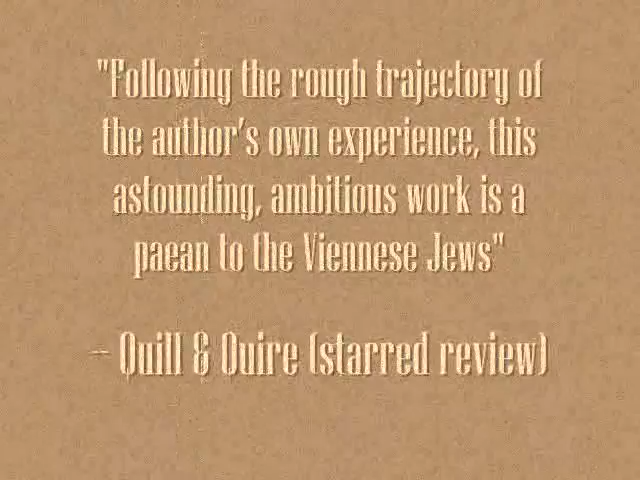 "Following the rough trajectory of
the author's own experience, this
astounding, ambitious work is a
paean to the Viennese Jews"
-- Quill & Quire (starred review)